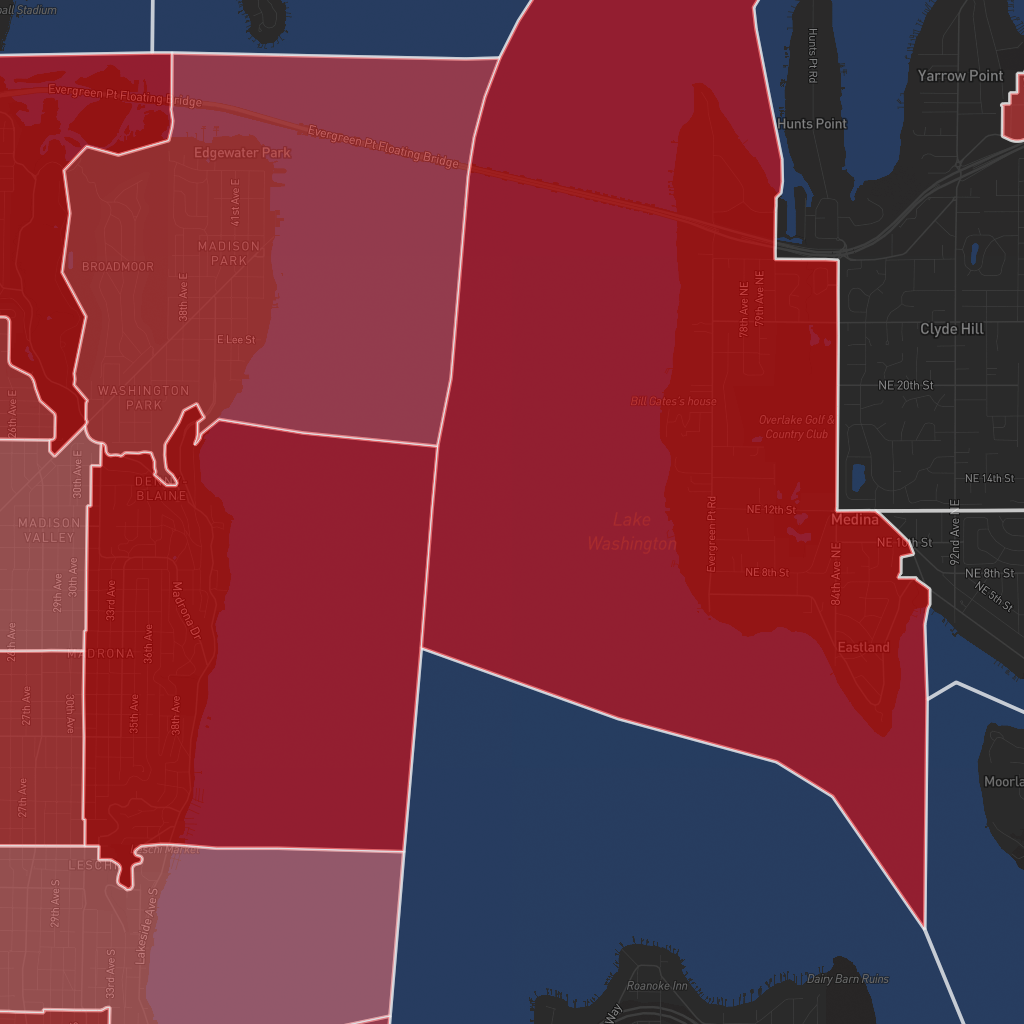 Stadium
Yarrow Point
Hunts Pt Rd
Evergreen Pt Floating Bridge
Hunts Point
Evergreen Pt Floating Bridge
Edgewater Park
41st Ave E
MADISON
PARK
BROADMOOR
38th Ave E
78th Ave NE
79th Ave NE
Clyde Hill
E Lee St
NE 20th St
WASHINGTON
PARK
26th Ave E
Bill Gates's house
Overlake Golf &
Country Club
30th Ave E
NE 14th St
BLAINE
NE 12th St
Medina
Lake
Washington
MADISON
VALLEY
Evergreen Pt Rd
92nd Ave NE
NE 10th St
NE 8th St
NE 8th St
NE 5th St
84th Ave NE
29th Ave
30th Ave
33rd Ave
Madrona Dr
26th Ave
36th Ave
MADRONA
Eastland
27th Ave
30th Ave
35th Ave
38th Ave
27th Ave
Moorla
LESCHI
Leschi Market
29th Ave S
Lakeside Ave S
33rd Ave S
Roanoke Inn
Dairy Barn Ruins
Way